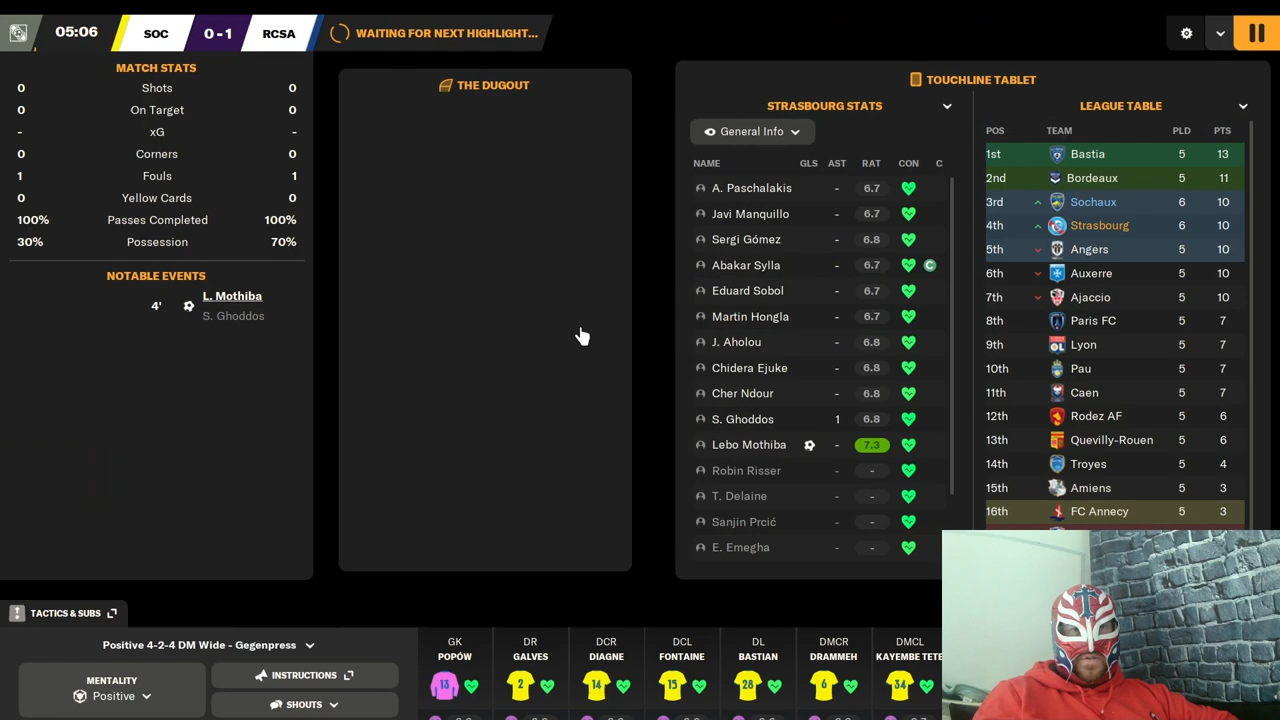 05:06 SOC 0 - 1 RCSA WAITING FOR NEXT HIGHLIGHT...
MATCH STATS
0 Shots 0
0 On Target 0
- xG -
0 Corners 0
1 Fouls 1
0 Yellow Cards 0
100% Passes Completed 100%
30% Possession 70%
NOTABLE EVENTS
4' L. Mothiba
S. Ghoddos
THE DUGOUT
TOUCHLINE TABLET
STRASBOURG STATS
General Info
NAME GLS AST RAT CON C
A. Paschalakis - 6.7
Javi Manquillo - 6.7
Sergi Gómez - 6.8
Abakar Sylla - 6.7 C
Eduard Sobol - 6.7
Martin Hongla - 6.7
J. Aholou - 6.8
Chidera Ejuke - 6.8
Cher Ndour - 6.8
S. Ghoddos 1 6.8
Lebo Mothiba - 7.3
Robin Risser - -
T. Delaine - -
Sanjin Prcić - -
E. Emegha - -
LEAGUE TABLE
POS TEAM PLD PTS
1st Bastia 5 13
2nd Bordeaux 5 11
3rd Sochaux 6 10
4th Strasbourg 6 10
5th Angers 5 10
6th Auxerre 5 10
7th Ajaccio 5 10
8th Paris FC 5 7
9th Lyon 5 7
10th Pau 5 7
11th Caen 5 7
12th Rodez AF 5 6
13th Quevilly-Rouen 5 6
14th Troyes 5 4
15th Amiens 5 3
16th FC Annecy 5 3
TACTICS & SUBS
Positive 4-2-4 DM Wide - Gegenpress
MENTALITY
Positive
INSTRUCTIONS
SHOUTS
GK DR DCR DCL DL DMCR DMCL
POPÓW GALVES DIAGNE FONTAINE BASTIAN DRAMMEH KAYEMBE TETE
13 2 14 15 28 6 34